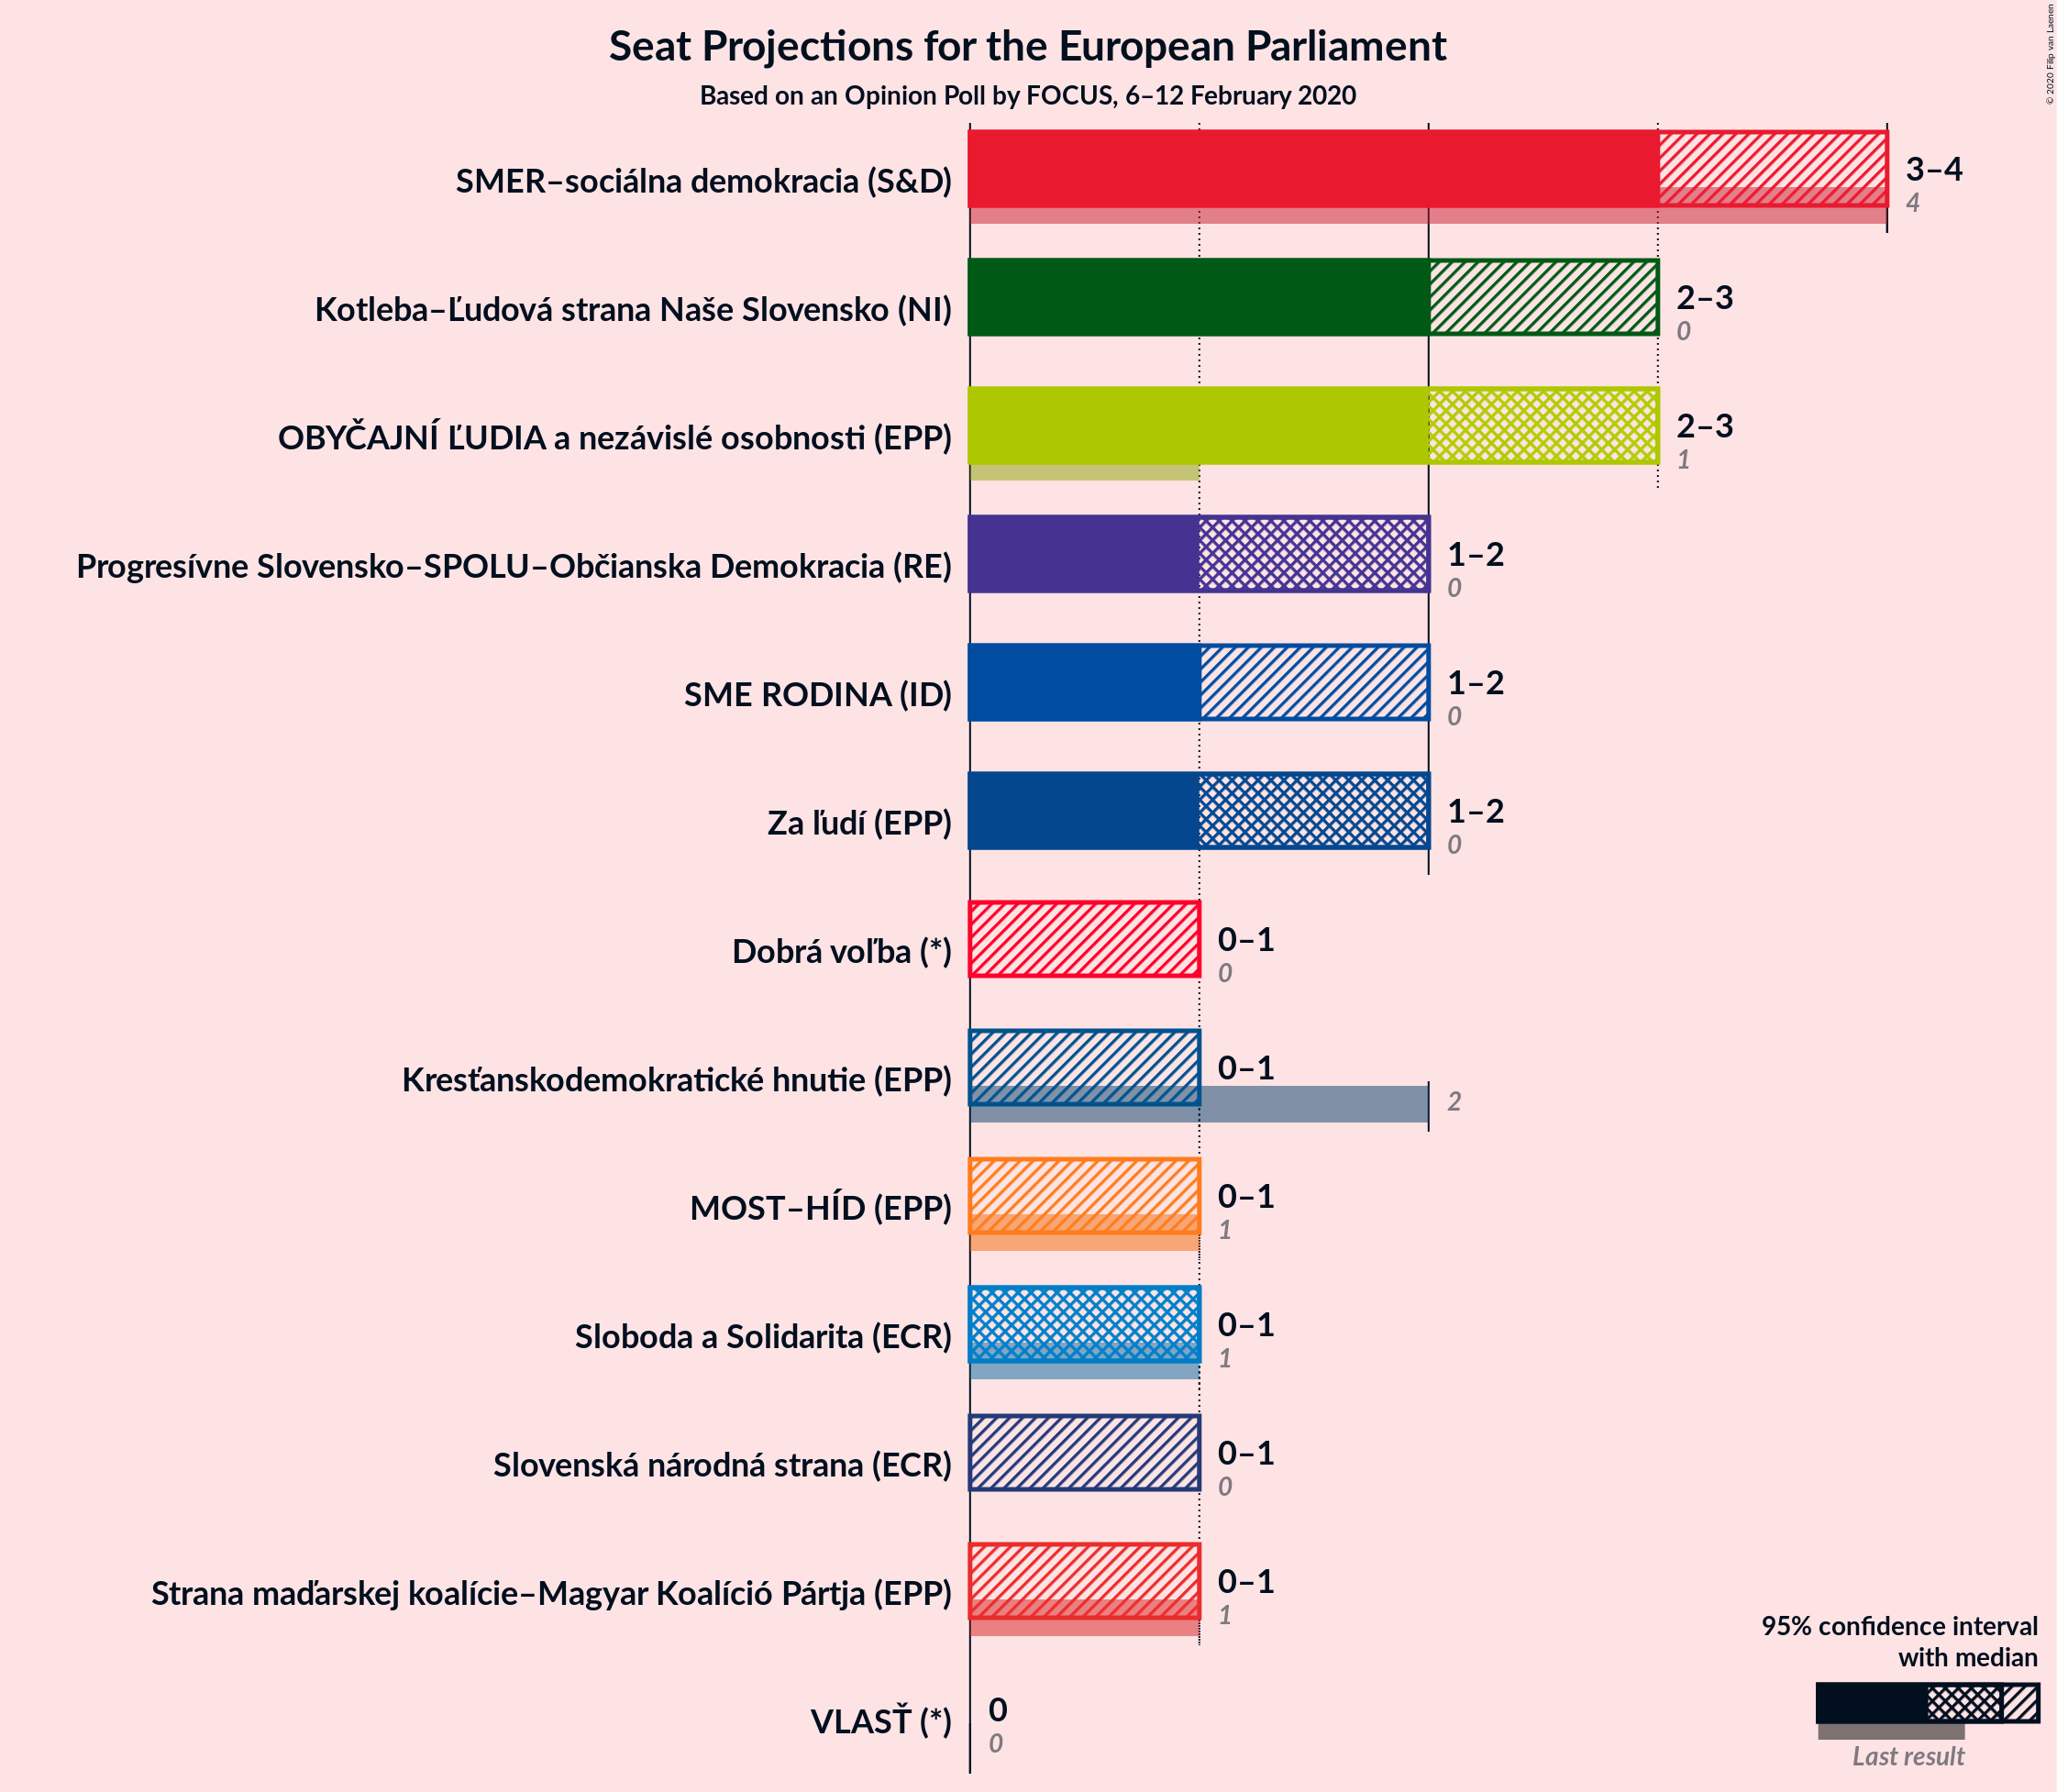 Seat Projections for the European Parliament
Based on an Opinion Poll by FOCUS, 6–12 February 2020
© 2020 Filip van Laenen
SMER–sociálna demokracia (S&D)
3–4
4
Kotleba–Ľudová strana Naše Slovensko (NI)
2–3
0
OBYČAJNÍ ĽUDIA a nezávislé osobnosti (EPP)
2–3
1
Progresívne Slovensko–SPOLU–Občianska Demokracia (RE)
1–2
0
SME RODINA (ID)
1–2
0
Za ľudí (EPP)
1–2
0
Dobrá voľba (*)
0–1
0
Kresťanskodemokratické hnutie (EPP)
0–1
2
MOST–HÍD (EPP)
0–1
1
Sloboda a Solidarita (ECR)
0–1
1
Slovenská národná strana (ECR)
0–1
0
Strana maďarskej koalície–Magyar Koalíció Pártja (EPP)
0–1
1
VLASŤ (*)
0
0
95% confidence interval
with median
Last result